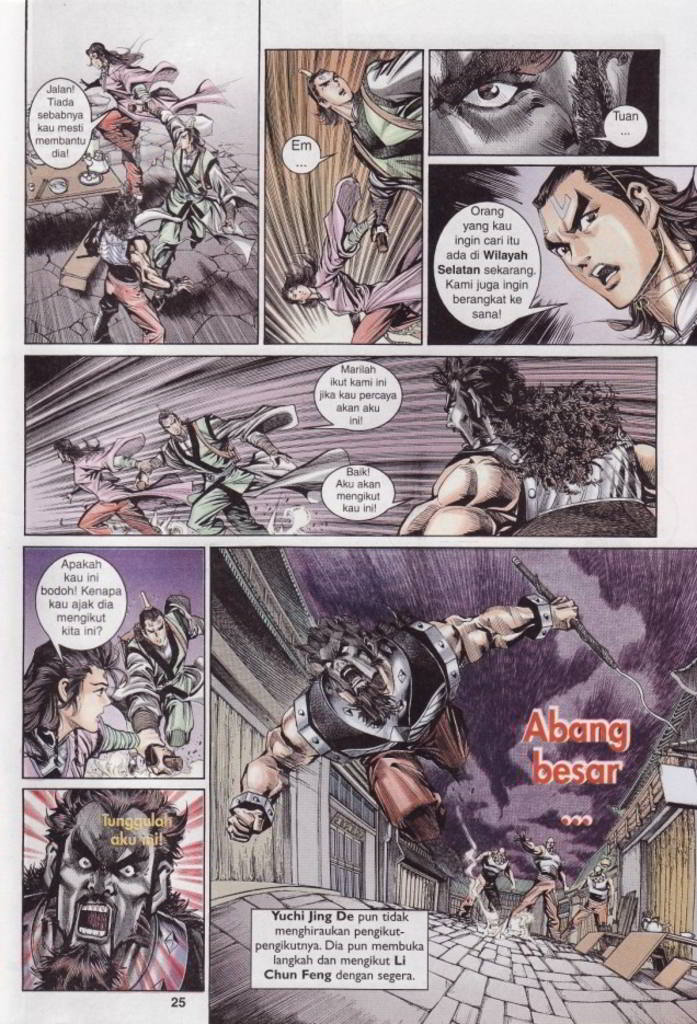 Jalan!
Tiada
sebabnya
kau mesti
membantu
dia!
Em
...
Tuan
...
Orang
yang kau
ingin cari itu
ada di Wilayah
Selatan sekarang.
Kami juga ingin
berangkat ke
sana!
Marilah
ikut kami ini
jika kau percaya
akan aku
ini!
Baik!
Aku akan
mengikut
kau ini!
Apakah
kau ini
bodoh! Kenapa
kau ajak dia
mengikut
kita ini?
Abang
besar
...
Tunggulah
aku ini!
Yuchi Jing De pun tidak
menghiraukan pengikut-
pengikutnya. Dia pun membuka
langkah dan mengikut Li
Chun Feng dengan segera.
25